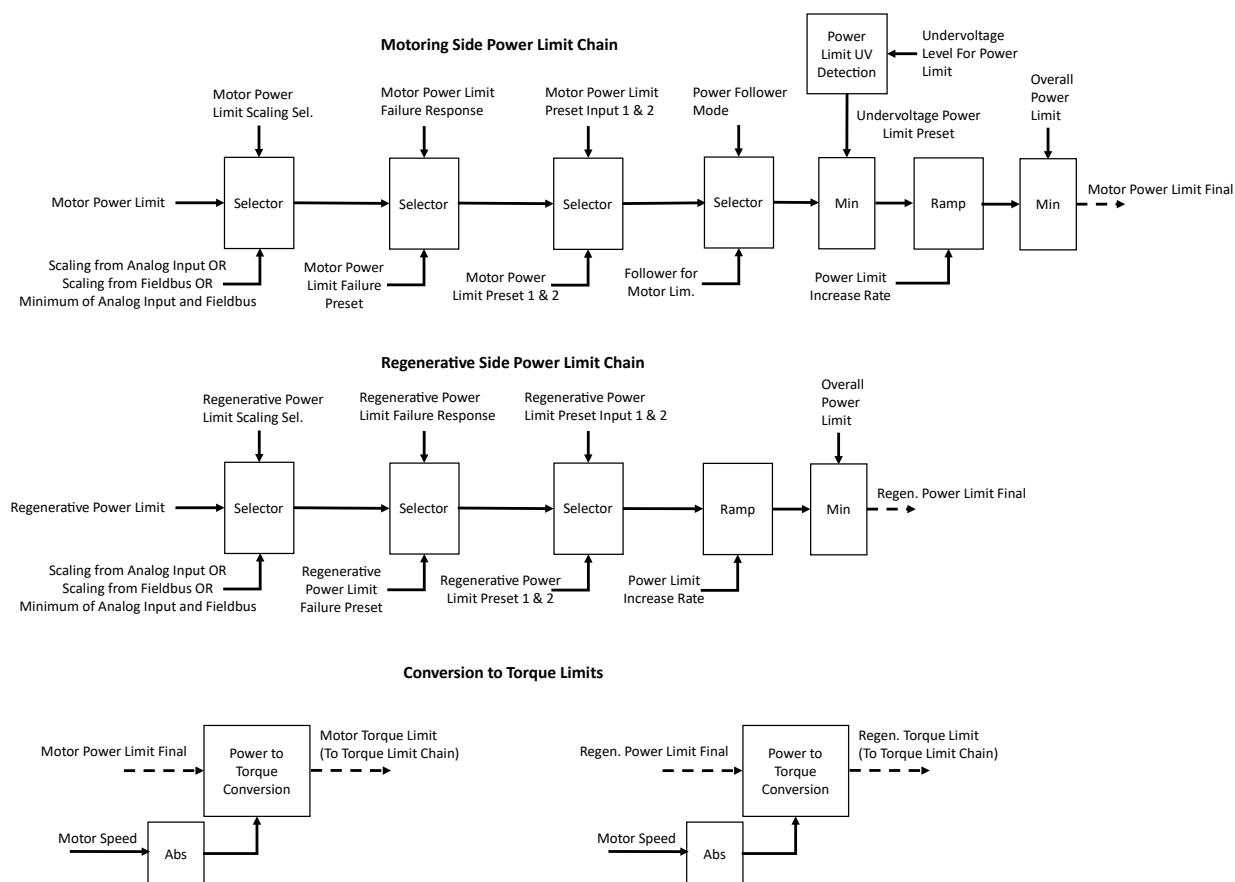 Motoring Side Power Limit Chain
Power
Limit UV
Detection
Undervoltage
Level For Power
Limit
Motor Power
Limit Scaling Sel.
Motor Power Limit
Failure Response
Motor Power Limit
Preset Input 1 & 2
Power Follower
Mode
Undervoltage Power
Limit Preset
Overall
Power
Limit
Motor Power Limit
Selector
Selector
Selector
Selector
Min
Ramp
Min
Motor Power Limit Final
Scaling from Analog Input OR
Scaling from Fieldbus OR
Minimum of Analog Input and Fieldbus
Motor Power
Limit Failure
Preset
Motor Power
Limit Preset 1 & 2
Follower for
Motor Lim.
Power Limit
Increase Rate
Regenerative Side Power Limit Chain
Regenerative Power
Limit Scaling Sel.
Regenerative Power
Limit Failure Response
Regenerative Power
Limit Preset Input 1 & 2
Overall
Power
Limit
Regenerative Power Limit
Selector
Selector
Selector
Ramp
Min
Regen. Power Limit Final
Scaling from Analog Input OR
Scaling from Fieldbus OR
Minimum of Analog Input and Fieldbus
Regenerative
Power Limit
Failure Preset
Regenerative Power
Limit Preset 1 & 2
Power Limit
Increase Rate
Conversion to Torque Limits
Motor Power Limit Final
Power to
Torque
Conversion
Motor Torque Limit
(To Torque Limit Chain)
Motor Speed
Abs
Regen. Power Limit Final
Power to
Torque
Conversion
Regen. Torque Limit
(To Torque Limit Chain)
Motor Speed
Abs